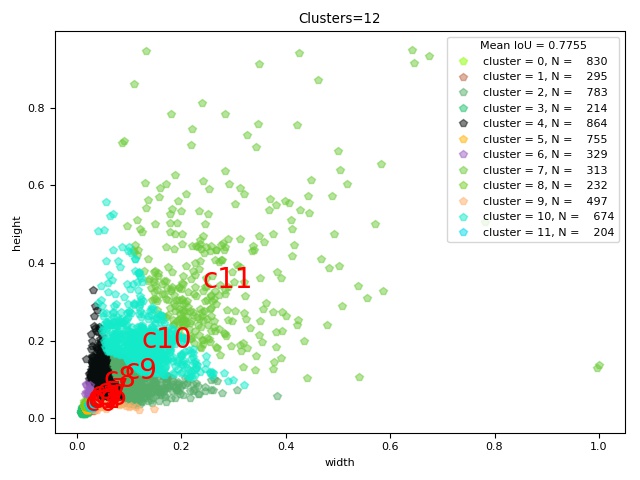 Clusters=12
Mean IoU = 0.7755
cluster = 0, N = 830
cluster = 1, N = 295
cluster = 2, N = 783
cluster = 3, N = 214
cluster = 4, N = 864
cluster = 5, N = 755
cluster = 6, N = 329
cluster = 7, N = 313
cluster = 8, N = 232
cluster = 9, N = 497
cluster = 10, N = 674
cluster = 11, N = 204
height
0.8
0.6
0.4
0.2
0.0
c11
c10
c9
c8
0.0 0.2 0.4 0.6 0.8 1.0
width